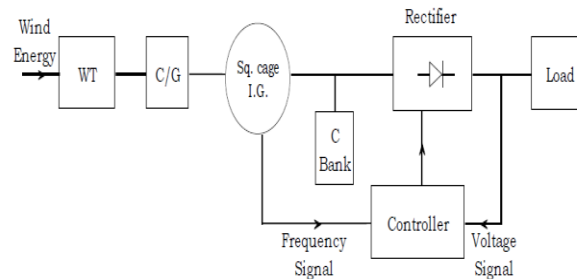 Wind
Energy
WT
C/G
Sq. cage
I.G.
Rectifier
Load
C
Bank
Controller
Frequency
Signal
Voltage
Signal